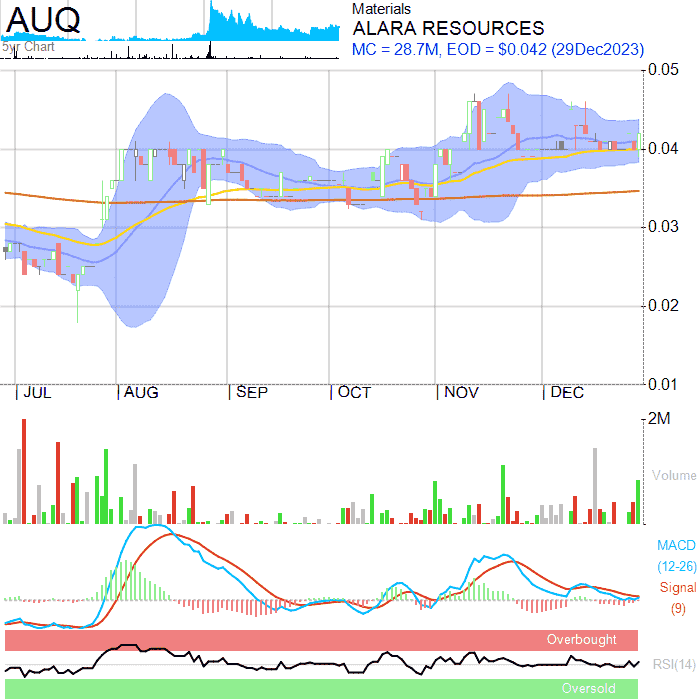 AUQ
5yr Chart
Materials
ALARA RESOURCES
MC = 28.7M, EOD = $0.042 (29Dec2023)
0.05
0.04
0.03
0.02
0.01
JUL AUG SEP OCT NOV DEC
2M
Volume
MACD
(12-26)
Signal
(9)
Overbought
RSI(14)
Oversold